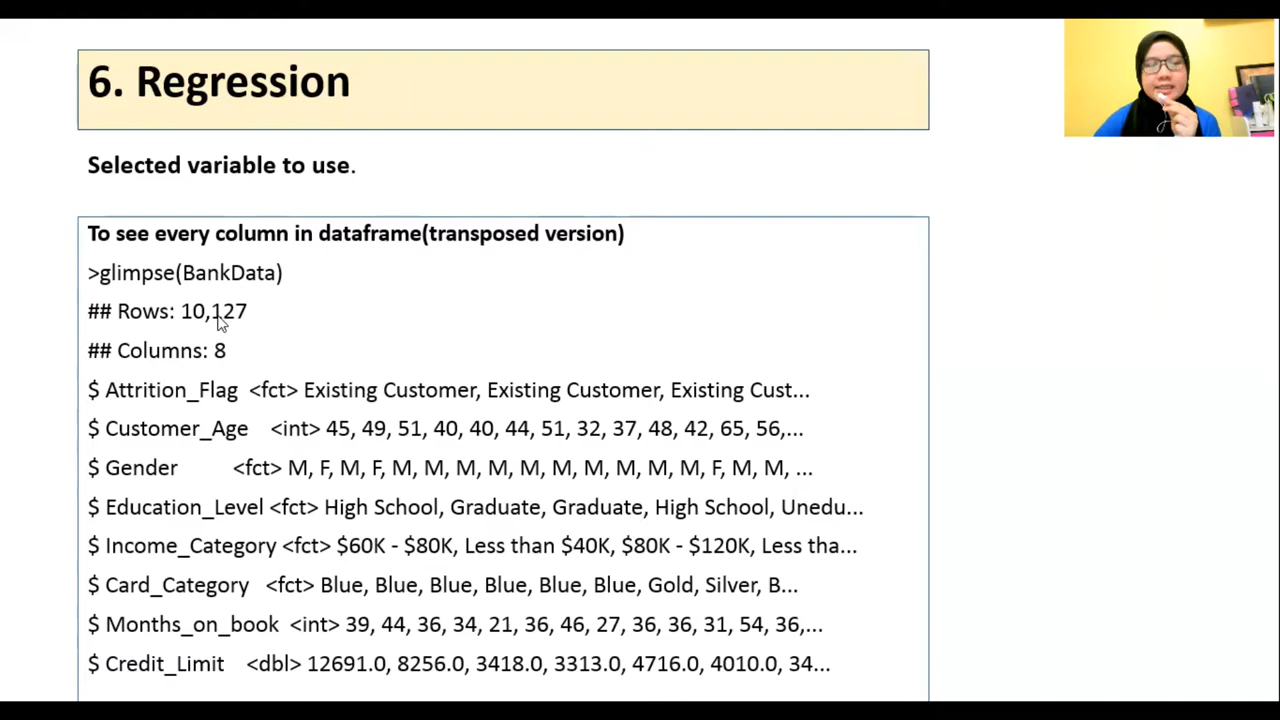 6. Regression
Selected variable to use.
To see every column in dataframe(transposed version)
>glimpse(BankData)
## Rows: 10,127
## Columns: 8
$ Attrition_Flag <fct> Existing Customer, Existing Customer, Existing Cust...
$ Customer_Age <int> 45, 49, 51, 40, 40, 44, 51, 32, 37, 48, 42, 65, 56,...
$ Gender <fct> M, F, M, F, M, M, M, M, M, M, M, M, M, F, M, M, ...
$ Education_Level <fct> High School, Graduate, Graduate, High School, Unedu...
$ Income_Category <fct> $60K - $80K, Less than $40K, $80K - $120K, Less tha...
$ Card_Category <fct> Blue, Blue, Blue, Blue, Blue, Blue, Gold, Silver, B...
$ Months_on_book <int> 39, 44, 36, 34, 21, 36, 46, 27, 36, 36, 31, 54, 36,...
$ Credit_Limit <dbl> 12691.0, 8256.0, 3418.0, 3313.0, 4716.0, 4010.0, 34...